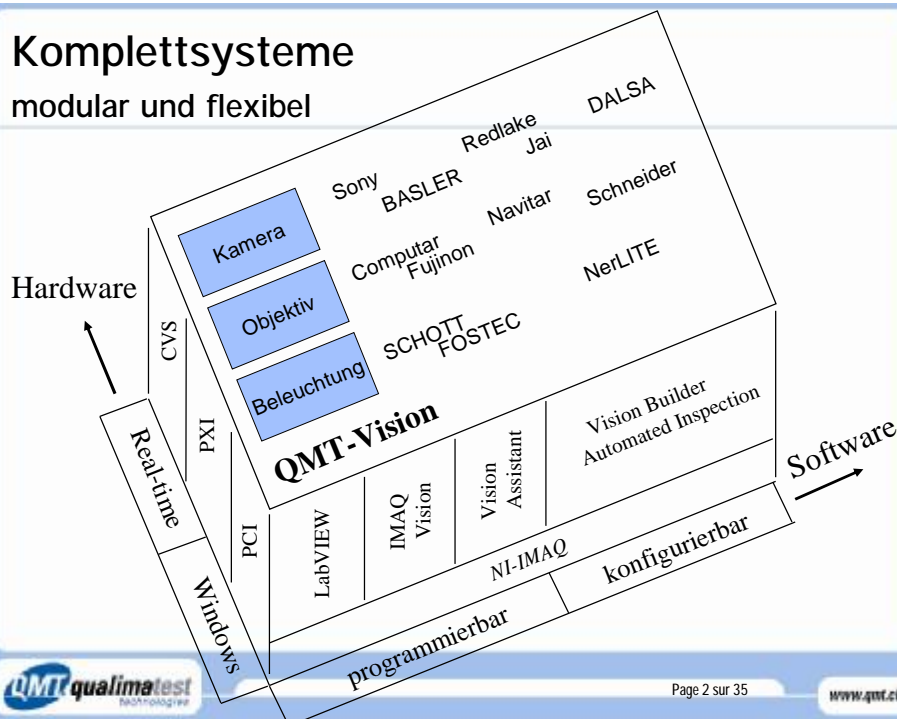 Komplettsysteme
modular und flexibel
DALSA
Redlake
Jai
Sony
BASLER
Schneider
Navitar
Kamera
Computar
Fujinon
NerLITE
Hardware
Objektiv
SCHOTT
FOSTEC
CVS
Beleuchtung
QMT-Vision
Vision Builder
Automated Inspection
Software
Real-time
PXI
PCI
LabVIEW
IMAQ
Vision
Vision
Assistant
NI-IMAQ
konfigurierbar
programmierbar
Windows
QMT qualimatest
technologies
Page 2 sur 35